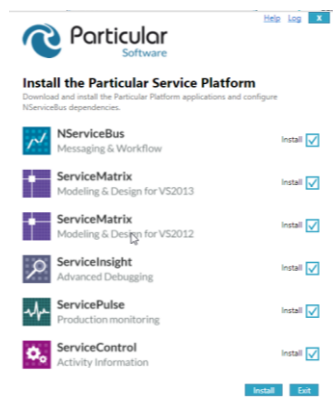 Help Log X
Particular
Software
Install the Particular Service Platform
Download and install the Particular Platform applications and configure
NServiceBus dependencies.
NServiceBus
Install
Messaging & Workflow
ServiceMatrix
Install
Modeling & Design for VS2013
ServiceMatrix
Install
Modeling & Design for VS2012
ServiceInsight
Install
Advanced Debugging
ServicePulse
Install
Production monitoring
ServiceControl
Install
Activity Information
Install Exit